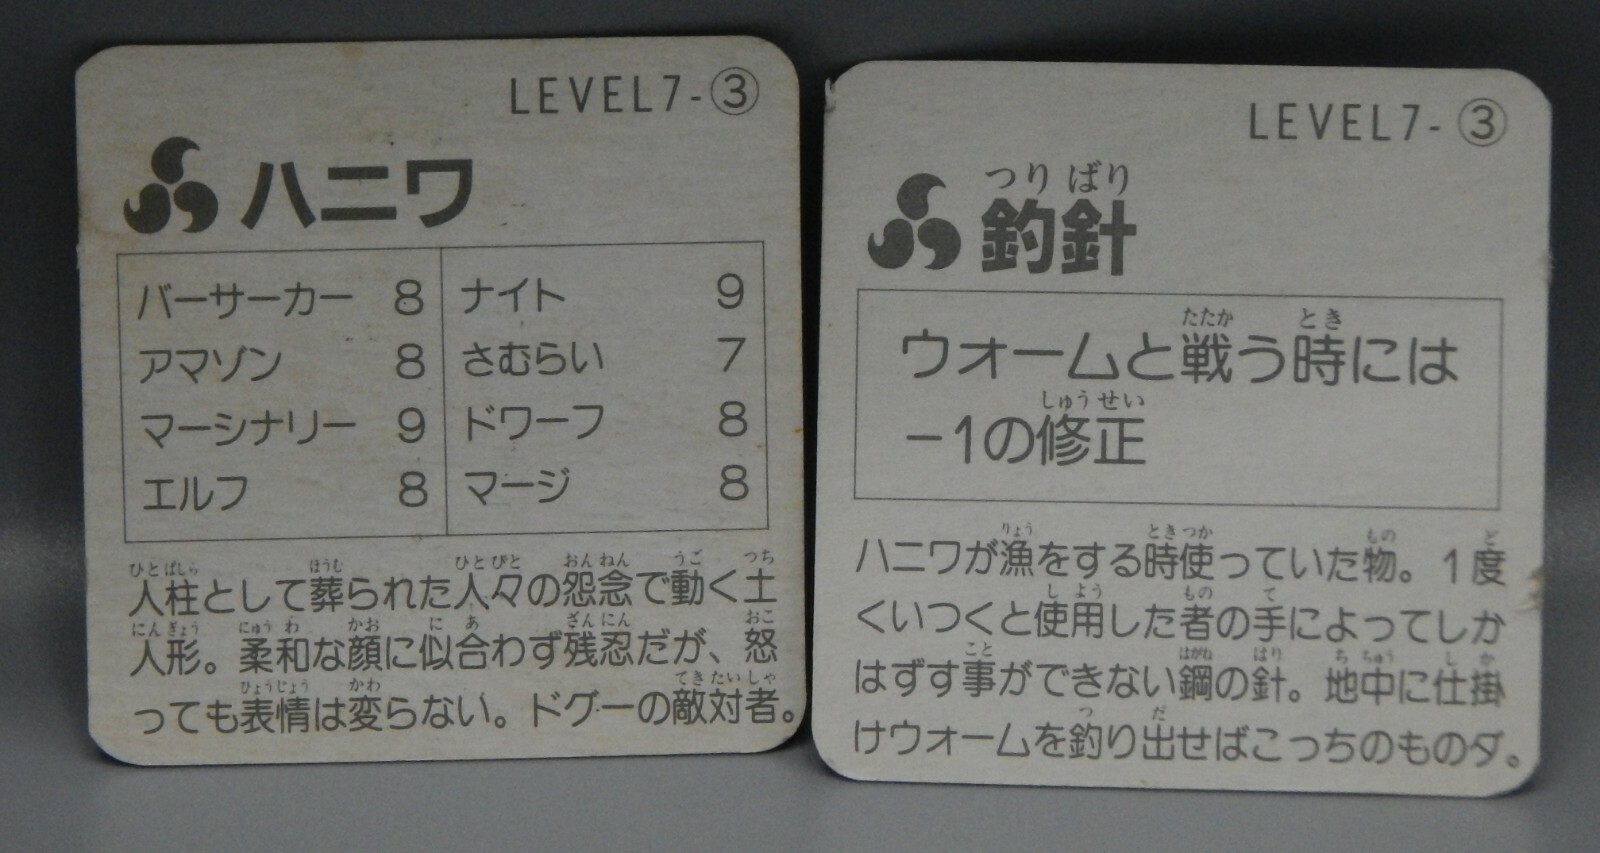 LEVEL7-③
ハニワ
バーサーカー 8 ナイト 9
アマゾン 8 さむらい 7
マーシナリー 9 ドワーフ 8
エルフ 8 マージ 8
ひとばしら ほうむ ひとびと おんねん うご つち
人柱として葬られた人々の怨念で動く土
にんぎょう にゅうわ かお に あ ざんにん おこ
人形。柔和な顔に似合わず残忍だが、怒
ひょうじょう かわ てきたいしゃ
っても表情は変らない。ドグーの敵対者。
LEVEL7-③
つり ばり
釣針
たたか とき
ウォームと戦う時には
しゅうせい
-1の修正
りょう ときつか もの ど
ハニワが漁をする時使っていた物。1度
しよう もの て
くいつくと使用した者の手によってしか
こと はがね はり ちちゅう しか
はずす事ができない鋼の針。地中に仕掛
つ だ
けウォームを釣り出せばこっちのものダ。